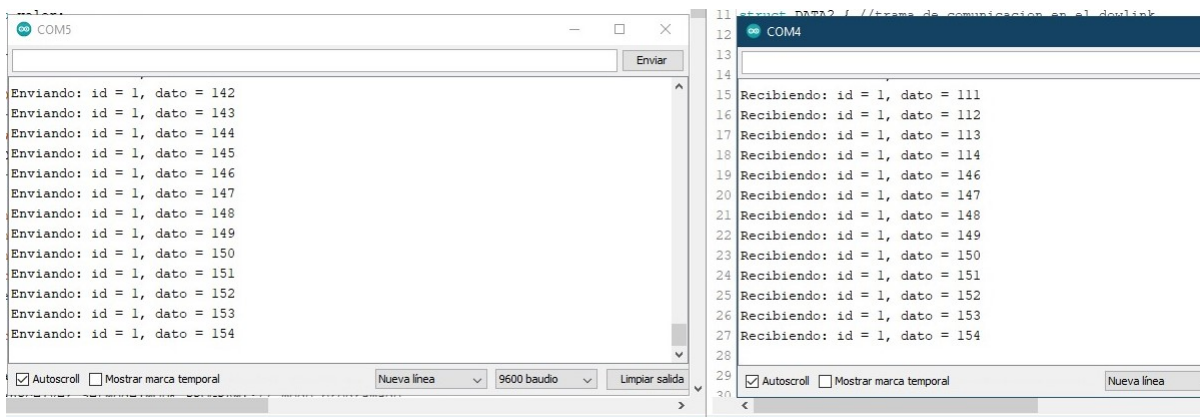 COM5
Enviar
Enviando: id = 1, dato = 142
Enviando: id = 1, dato = 143
Enviando: id = 1, dato = 144
Enviando: id = 1, dato = 145
Enviando: id = 1, dato = 146
Enviando: id = 1, dato = 147
Enviando: id = 1, dato = 148
Enviando: id = 1, dato = 149
Enviando: id = 1, dato = 150
Enviando: id = 1, dato = 151
Enviando: id = 1, dato = 152
Enviando: id = 1, dato = 153
Enviando: id = 1, dato = 154
Autoscroll Mostrar marca temporal Nueva línea 9600 baudio Limpiar salida
11 struct DATA2 { //trama de comunicacion en el dowlink
12 COM4
13
14
15 Recibiendo: id = 1, dato = 111
16 Recibiendo: id = 1, dato = 112
17 Recibiendo: id = 1, dato = 113
18 Recibiendo: id = 1, dato = 114
19 Recibiendo: id = 1, dato = 146
20 Recibiendo: id = 1, dato = 147
21 Recibiendo: id = 1, dato = 148
22 Recibiendo: id = 1, dato = 149
23 Recibiendo: id = 1, dato = 150
24 Recibiendo: id = 1, dato = 151
25 Recibiendo: id = 1, dato = 152
26 Recibiendo: id = 1, dato = 153
27 Recibiendo: id = 1, dato = 154
28
29 Autoscroll Mostrar marca temporal Nueva línea
30